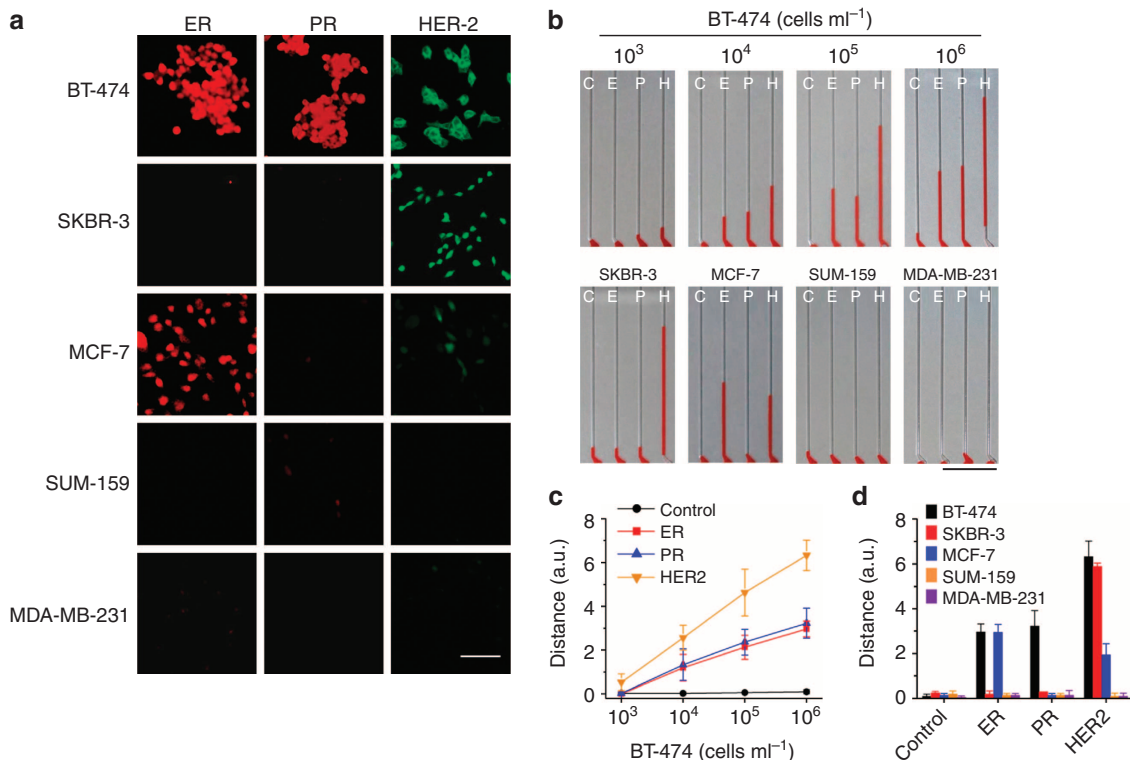 a
ER PR HER-2
BT-474
SKBR-3
MCF-7
SUM-159
MDA-MB-231
b
BT-474 (cells ml⁻¹)
10³ 10⁴ 10⁵ 10⁶
C E P H C E P H C E P H C E P H
SKBR-3 MCF-7 SUM-159 MDA-MB-231
C E P H C E P H C E P H C E P H
c
Control
ER
PR
HER2
Distance (a.u.)
8
6
4
2
0
10³ 10⁴ 10⁵ 10⁶
BT-474 (cells ml⁻¹)
d
BT-474
SKBR-3
MCF-7
SUM-159
MDA-MB-231
Distance (a.u.)
8
6
4
2
0
Control ER PR HER2